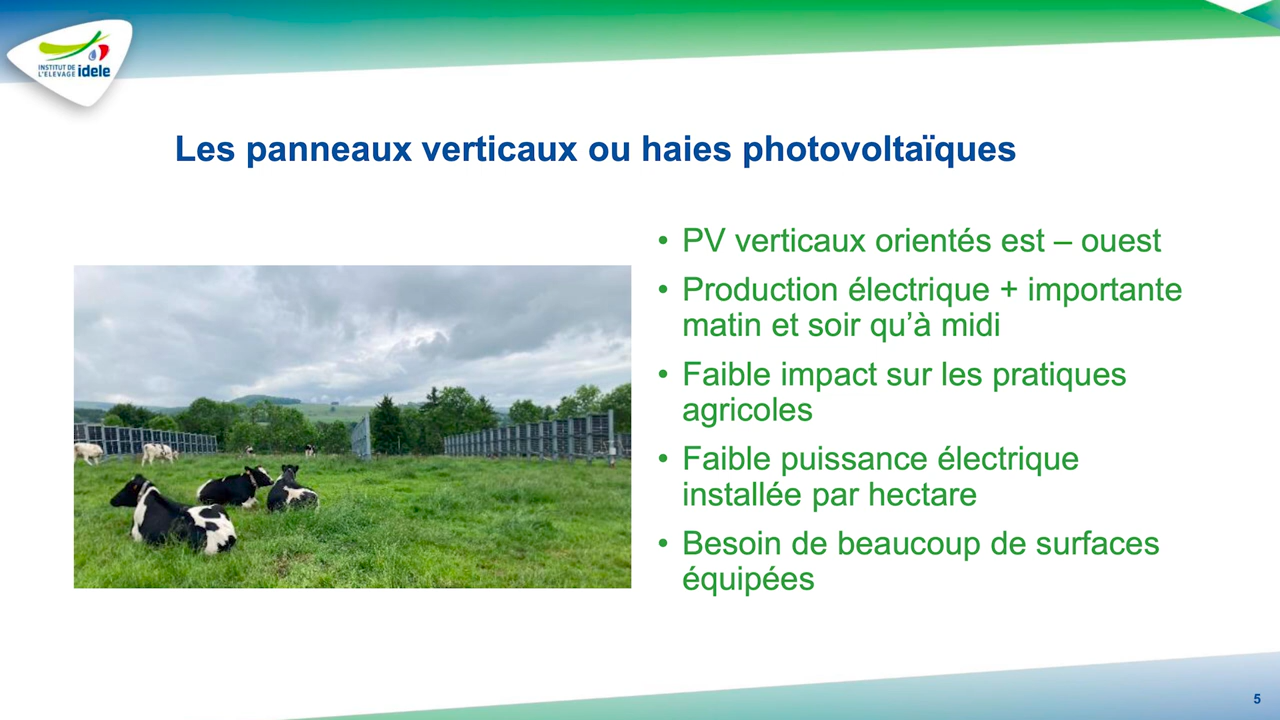 INSTITUT DE
L'ELEVAGE idele
Les panneaux verticaux ou haies photovoltaïques
• PV verticaux orientés est – ouest
• Production électrique + importante
matin et soir qu’à midi
• Faible impact sur les pratiques
agricoles
• Faible puissance électrique
installée par hectare
• Besoin de beaucoup de surfaces
équipées
5